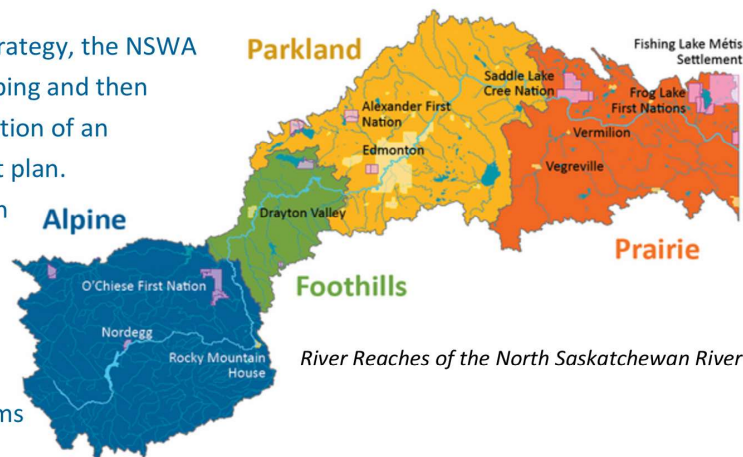 rategy, the NSWA
ping and then
tion of an
t plan.
Parkland
Saddle Lake
Cree Nation
Fishing Lake Métis
Settlement
Frog Lake
First Nations
Alexander First
Nation
Vermilion
Edmonton
Vegreville
Drayton Valley
Alpine
Prairie
Foothills
O'Chiese First Nation
Nordegg
Rocky Mountain
House
River Reaches of the North Saskatchewan River
ms